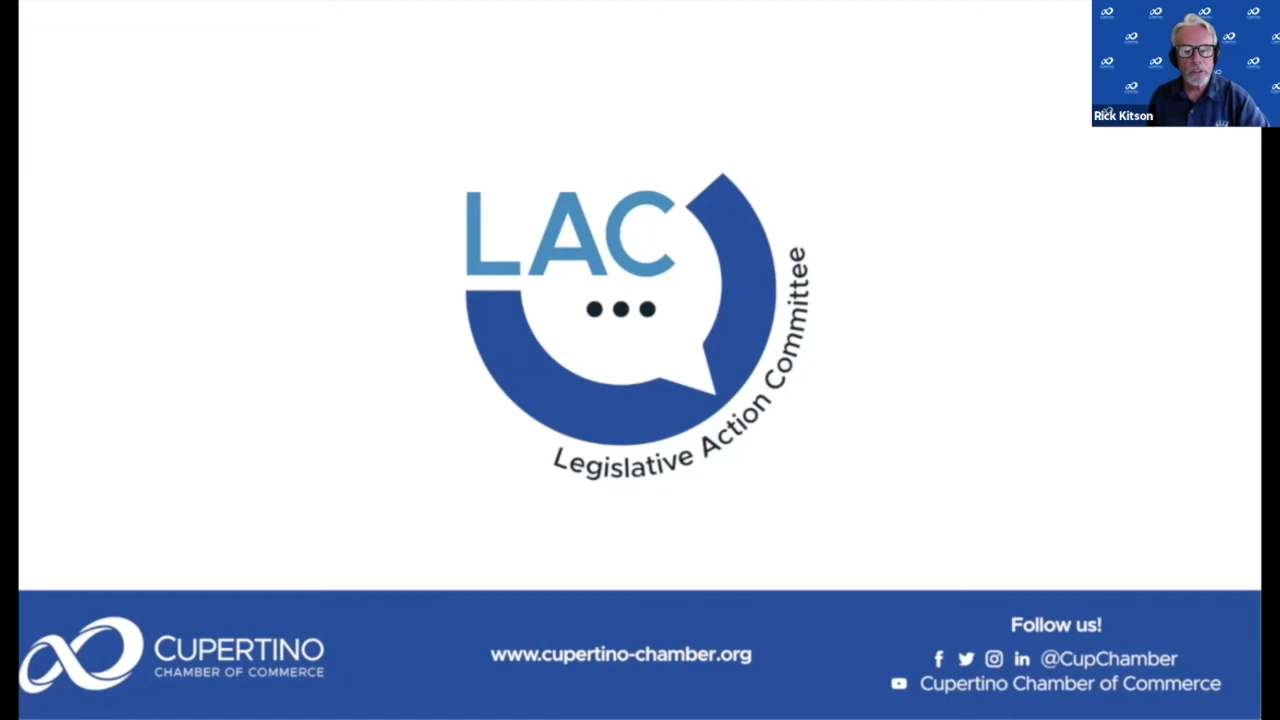 Rick Kitson
LAC
Legislative Action Committee
CUPERTINO
CHAMBER OF COMMERCE
www.cupertino-chamber.org
Follow us!
@CupChamber
Cupertino Chamber of Commerce